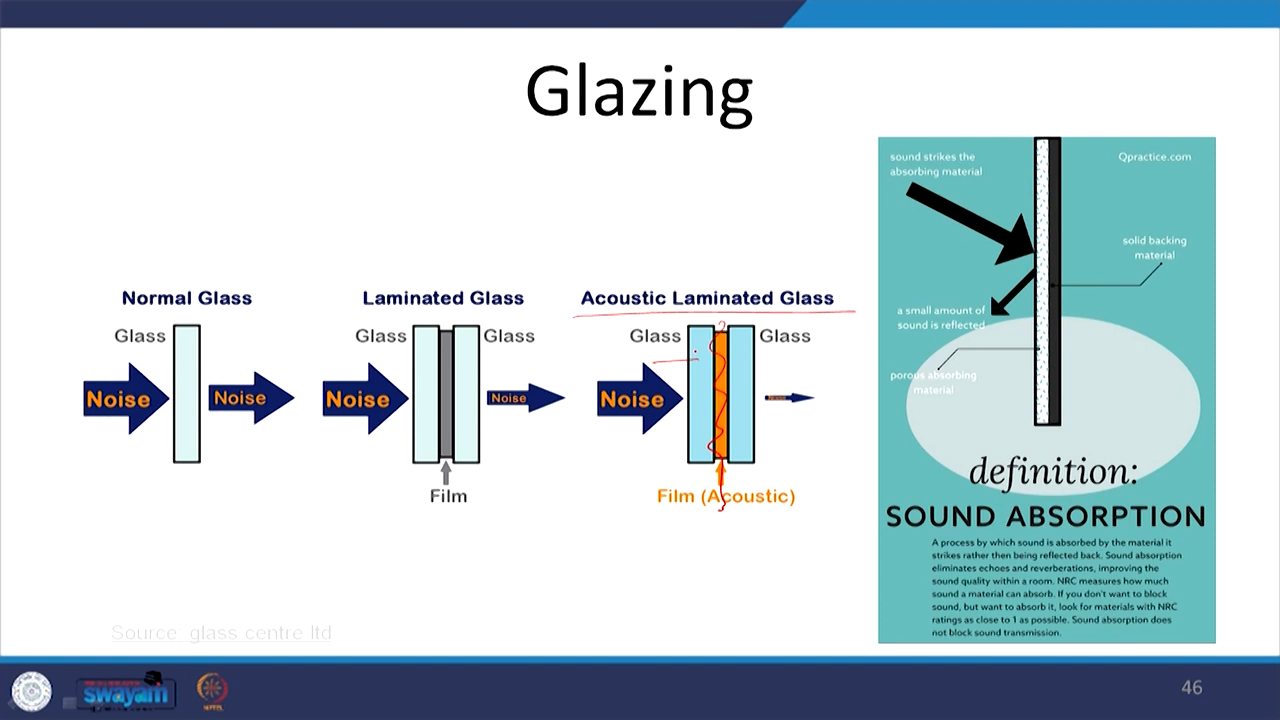 Glazing
Normal Glass
Glass
Noise
Noise
Laminated Glass
Glass
Glass
Noise
Noise
Film
Acoustic Laminated Glass
Glass
Glass
Noise
Noise
Film (Acoustic)
Source glass centre ltd
sound strikes the
absorbing material
Qpractice.com
solid backing
material
a small amount of
sound is reflected
porous absorbing
material
definition:
SOUND ABSORPTION
A process by which sound is absorbed by the material it
strikes rather then being reflected back. Sound absorption
eliminates echoes and reverberations, improving the
sound quality within a room. NRC measures how much
sound a material can absorb. If you don't want to block
sound, but want to absorb it, look for materials with NRC
ratings as close to 1 as possible. Sound absorption does
not block sound transmission.
swayam
46